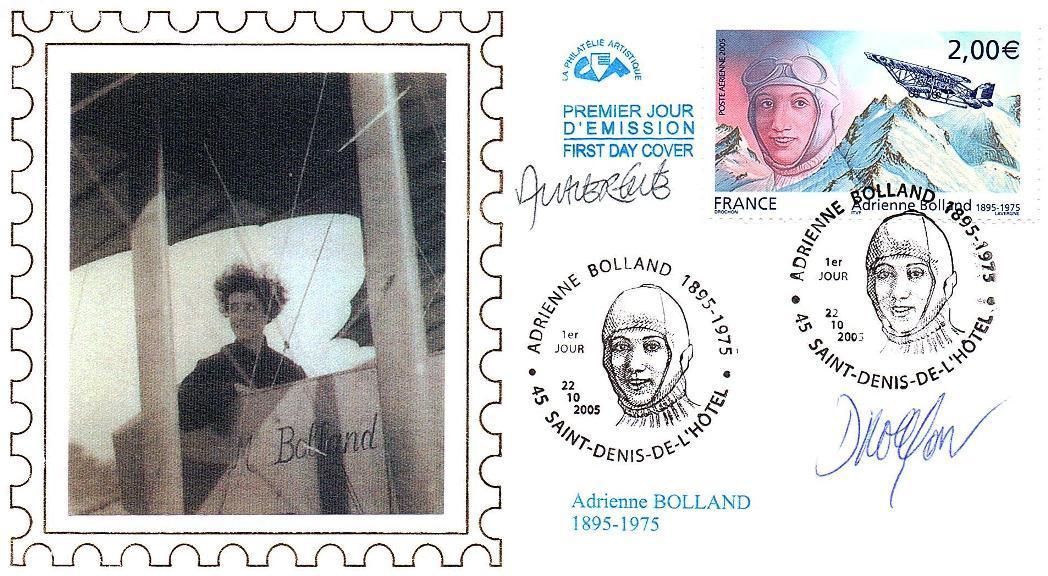 Bolland
LA PHILATÉLIE ARTISTIQUE
PREMIER JOUR
D'EMISSION
FIRST DAY COVER
POSTE AÉRIENNE 2005
2,00€
FRANCE
Adrienne Bolland 1895-1975
DROCHON
ITVF
LAVERGNE
ADRIENNE BOLLAND 1895-1975
1er
JOUR
22
10
2005
45 SAINT-DENIS-DE-L'HÔTEL
ADRIENNE BOLLAND 1895-1975
1er
JOUR
22
10
2005
45 SAINT-DENIS-DE-L'HÔTEL
Drochon
Adrienne BOLLAND
1895-1975